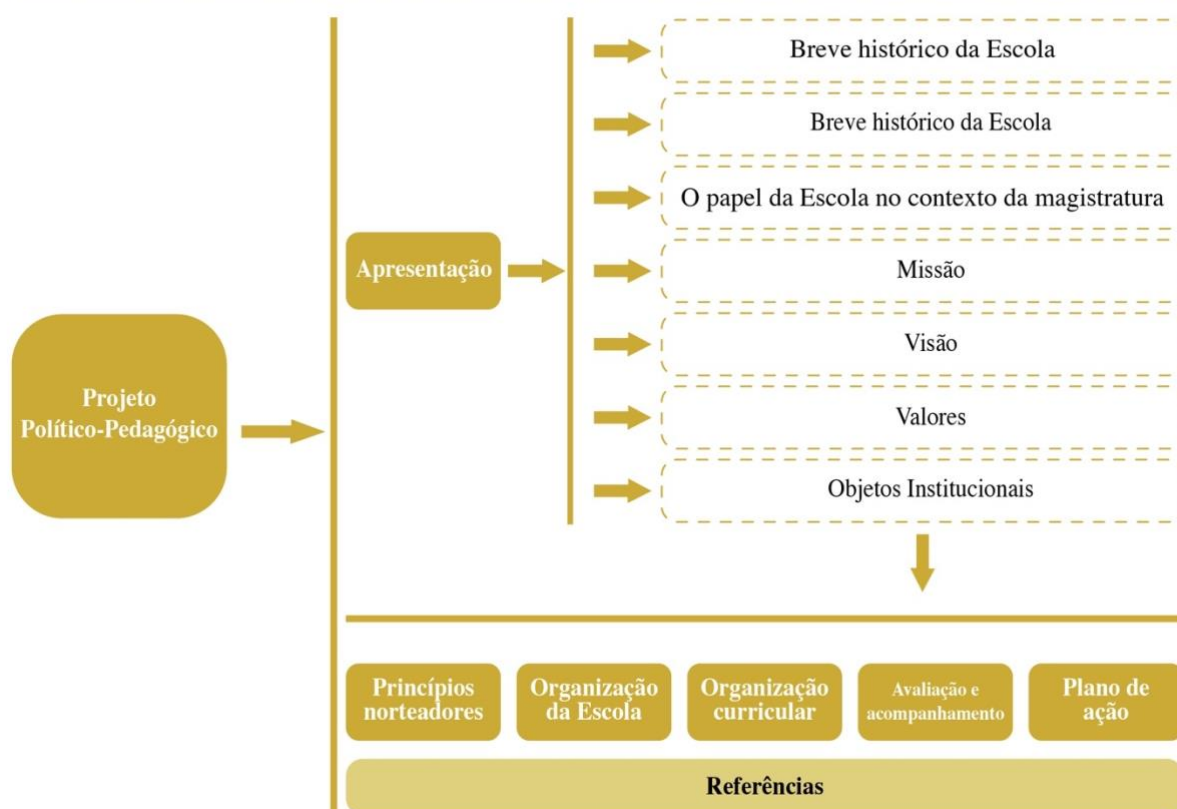 Breve histórico da Escola
Breve histórico da Escola
O papel da Escola no contexto da magistratura
Apresentação
Missão
Visão
Projeto
Político-Pedagógico
Valores
Objetos Institucionais
Princípios
norteadores
Organização
da Escola
Organização
curricular
Avaliação e
acompanhamento
Plano de
ação
Referências